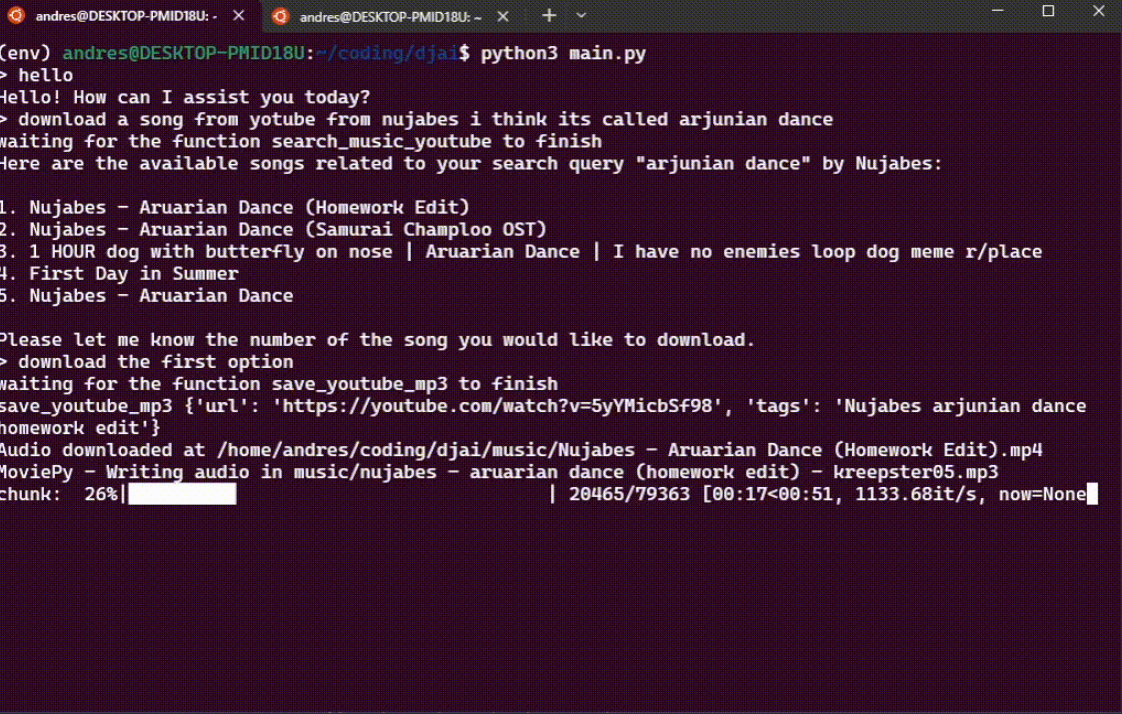 andres@DESKTOP-PMID18U: ~
andres@DESKTOP-PMID18U: ~
(env) andres@DESKTOP-PMID18U:~/coding/djai$ python3 main.py
> hello
Hello! How can I assist you today?
> download a song from yotube from nujabes i think its called arjunian dance
waiting for the function search_music_youtube to finish
Here are the available songs related to your search query "arjunian dance" by Nujabes:
1. Nujabes - Aruarian Dance (Homework Edit)
2. Nujabes - Aruarian Dance (Samurai Champloo OST)
3. 1 HOUR dog with butterfly on nose | Aruarian Dance | I have no enemies loop dog meme r/place
4. First Day in Summer
5. Nujabes - Aruarian Dance
Please let me know the number of the song you would like to download.
> download the first option
waiting for the function save_youtube_mp3 to finish
save_youtube_mp3 {'url': 'https://youtube.com/watch?v=5yYMicbSf98', 'tags': 'Nujabes arjunian dance
homework edit'}
Audio downloaded at /home/andres/coding/djai/music/Nujabes - Aruarian Dance (Homework Edit).mp4
MoviePy - Writing audio in music/nujabes - aruarian dance (homework edit) - kreepster05.mp3
chunk:  26%| | 20465/79363 [00:17<00:51, 1133.68it/s, now=None